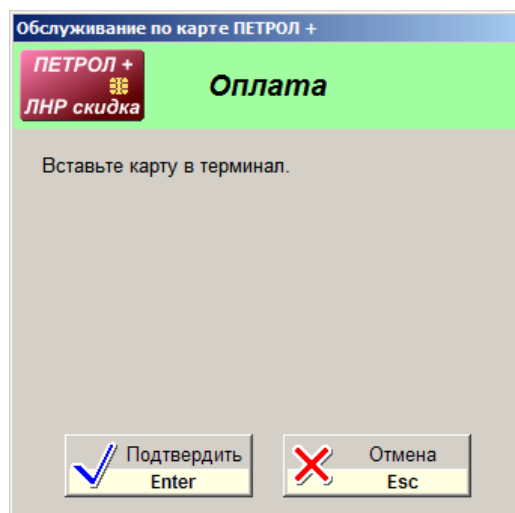 Обслуживание по карте ПЕТРОЛ +
ПЕТРОЛ +
ЛНР скидка
Оплата
Вставьте карту в терминал.
Подтвердить
Enter
Отмена
Esc